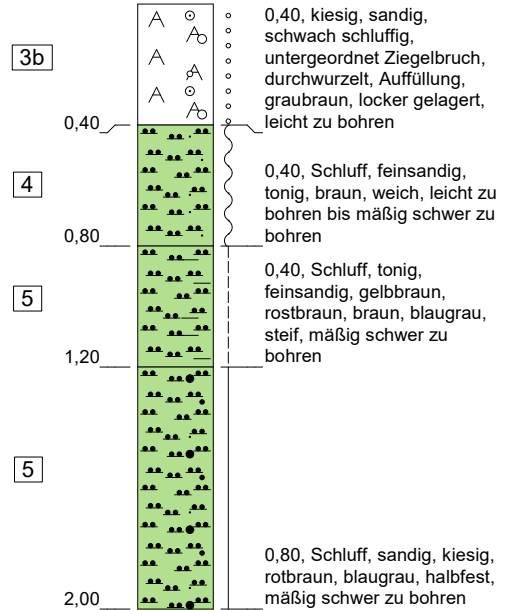 3b
0,40, kiesig, sandig,
schwach schluffig,
untergeordnet Ziegelbruch,
durchwurzelt, Auffüllung,
graubraun, locker gelagert,
leicht zu bohren
0,40
4
0,40, Schluff, feinsandig,
tonig, braun, weich, leicht zu
bohren bis mäßig schwer zu
bohren
0,80
5
0,40, Schluff, tonig,
feinsandig, gelbbraun,
rostbraun, braun, blaugrau,
steif, mäßig schwer zu
bohren
1,20
5
0,80, Schluff, sandig, kiesig,
rotbraun, blaugrau, halbfest,
mäßig schwer zu bohren
2,00